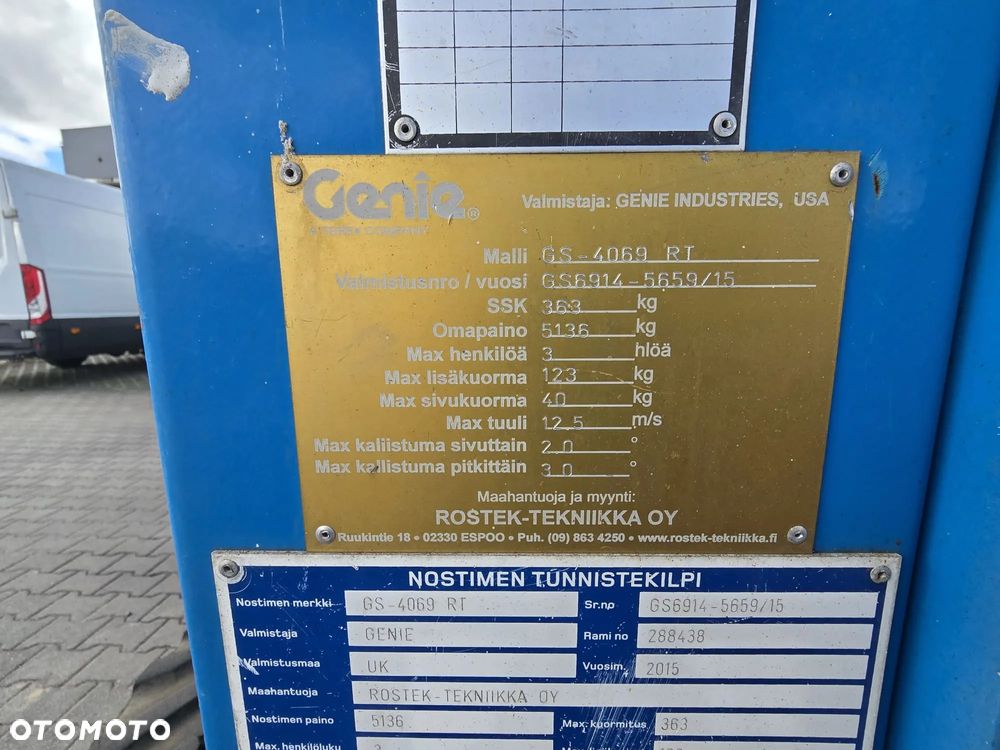 Genie®
A TEREX COMPANY
Valmistaja: GENIE INDUSTRIES, USA
Malli GS-4069 RT
Valmistusnro / vuosi GS6914-5659/15
SSK 363 kg
Omapaino 5136 kg
Max henkilöä 3 hlöä
Max lisäkuorma 123 kg
Max sivukuorma 40 kg
Max tuuli 12.5 m/s
Max kallistuma sivuttain 2.0 °
Max kallistuma pitkittäin 3.0 °
Maahantuoja ja myynti:
ROSTEK-TEKNIIKKA OY
Ruukintie 18 • 02330 ESPOO • Puh. (09) 863 4250 • www.rostek-tekniikka.fi
NOSTIMEN TUNNISTEKILPI
Nostimen merkki GS-4069 RT Sr.no GS6914-5659/15
Valmistaja GENIE Rami no 288438
Valmistusmaa UK Vuosim. 2015
Maahantuoja ROSTEK-TEKNIIKKA OY
Nostimen paino 5136 Max. kuormitus 363
Max. henkilöluku 3
OTOMOTO